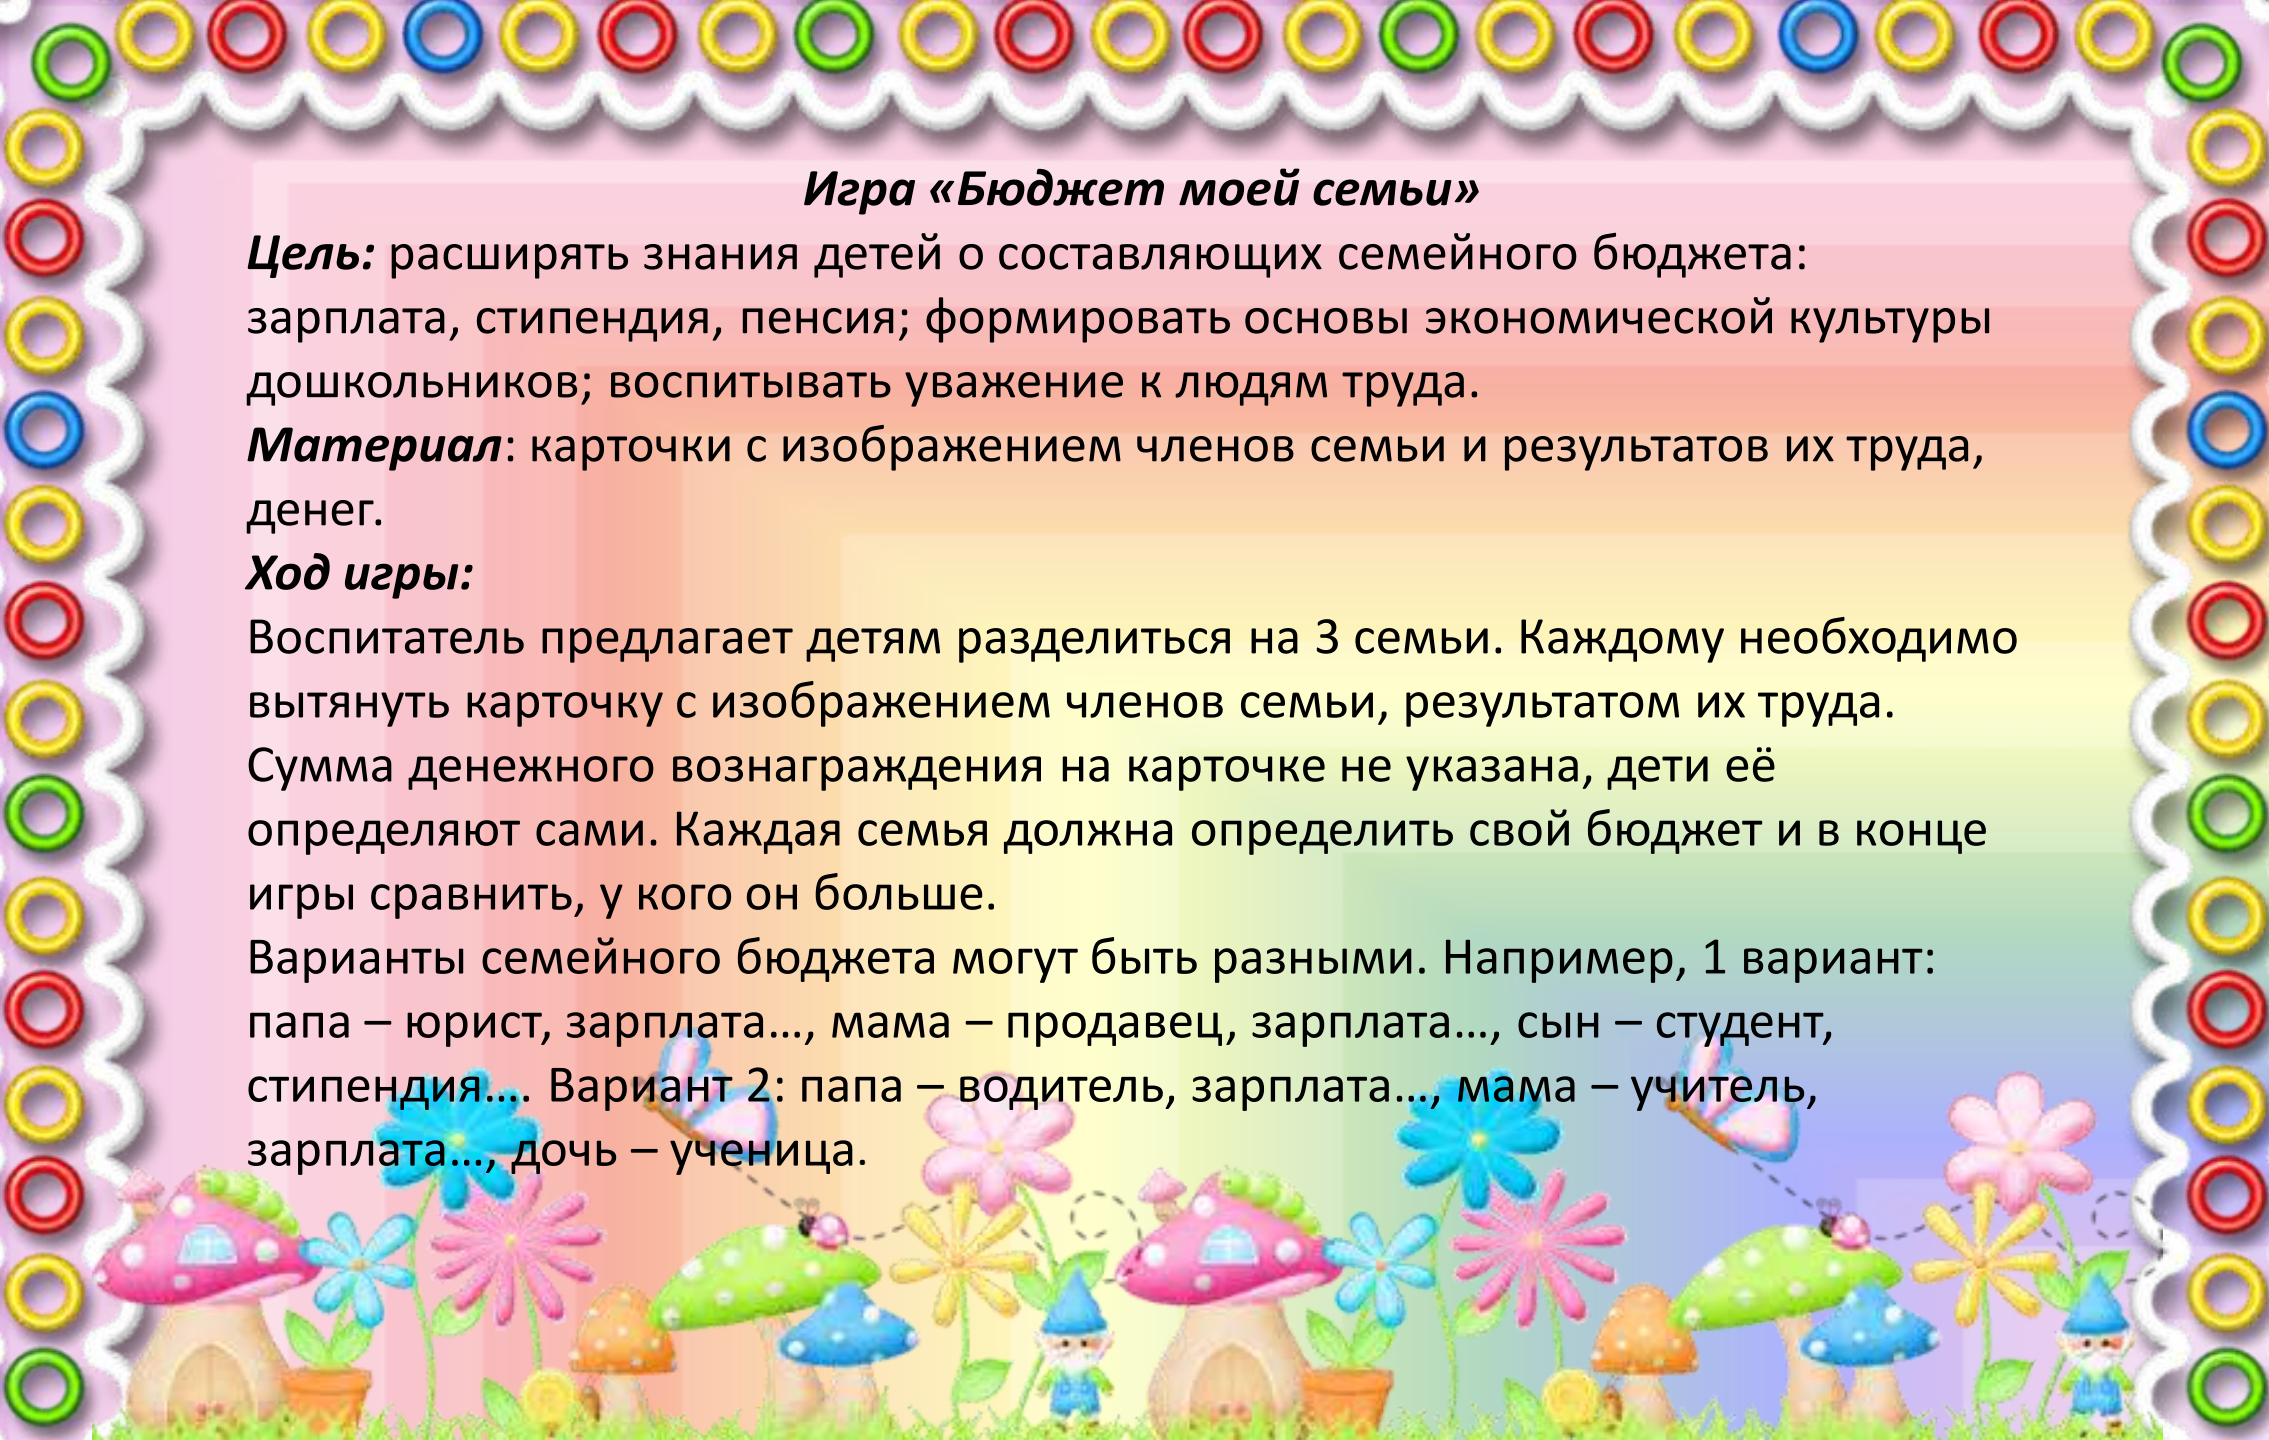 Игра «Бюджет моей семьи»
Цель: расширять знания детей о составляющих семейного бюджета:
зарплата, стипендия, пенсия; формировать основы экономической культуры
дошкольников; воспитывать уважение к людям труда.
Материал: карточки с изображением членов семьи и результатов их труда,
денег.
Ход игры:
Воспитатель предлагает детям разделиться на 3 семьи. Каждому необходимо
вытянуть карточку с изображением членов семьи, результатом их труда.
Сумма денежного вознаграждения на карточке не указана, дети её
определяют сами. Каждая семья должна определить свой бюджет и в конце
игры сравнить, у кого он больше.
Варианты семейного бюджета могут быть разными. Например, 1 вариант:
папа – юрист, зарплата…, мама – продавец, зарплата…, сын – студент,
стипендия…. Вариант 2: папа – водитель, зарплата…, мама – учитель,
зарплата…, дочь – ученица.